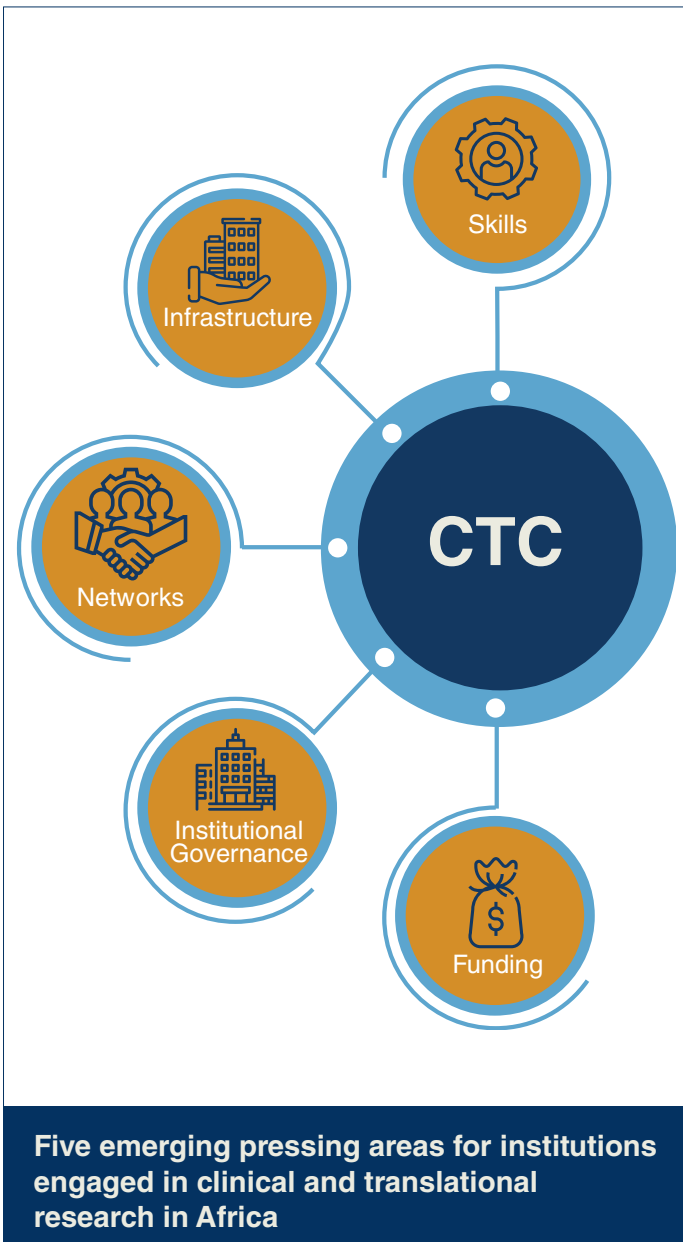 Skills
Infrastructure
CTC
Networks
Institutional
Governance
$
Funding
Five emerging pressing areas for institutions
engaged in clinical and translational
research in Africa